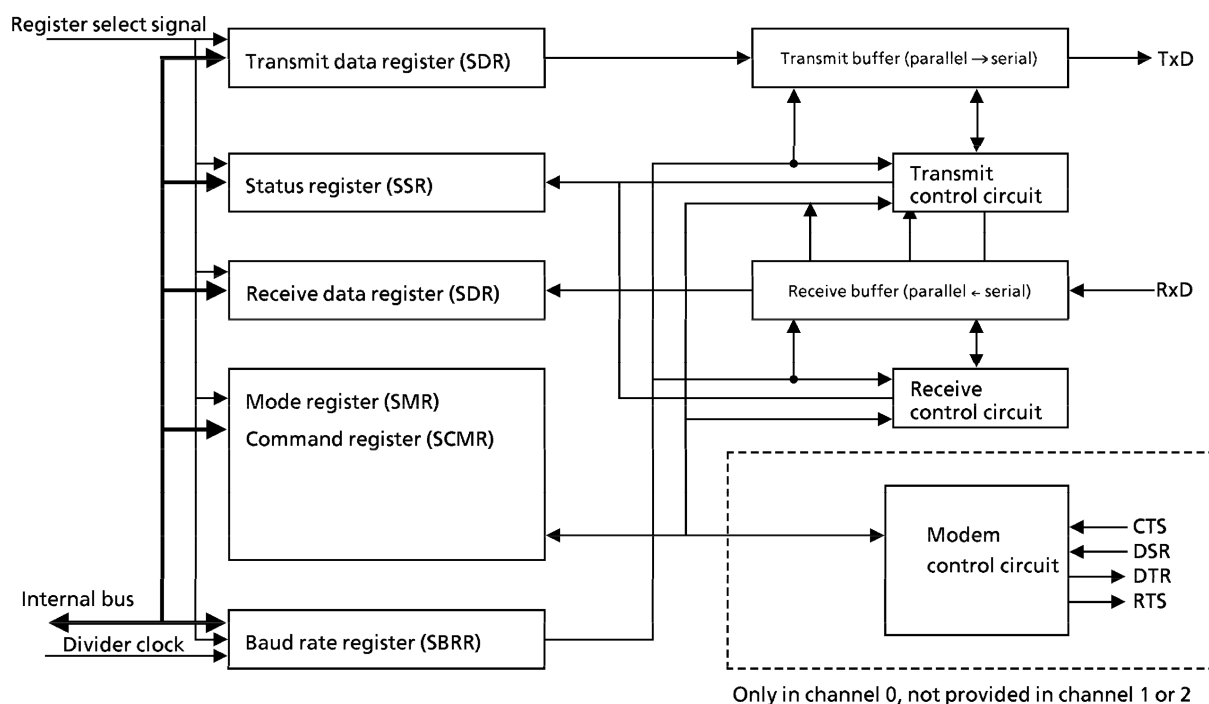 Register select signal
Transmit data register (SDR)
Transmit buffer (parallel → serial)
TxD
Status register (SSR)
Transmit
control circuit
Receive data register (SDR)
Receive buffer (parallel ← serial)
RxD
Mode register (SMR)
Command register (SCMR)
Receive
control circuit
Modem
control circuit
CTS
DSR
DTR
RTS
Internal bus
Divider clock
Baud rate register (SBRR)
Only in channel 0, not provided in channel 1 or 2